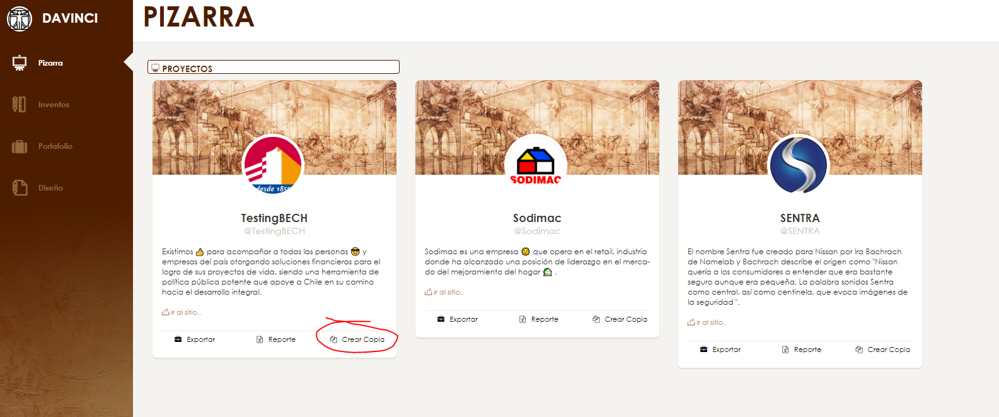 DAVINCI
PIZARRA
Pizarra
Inventos
Portafolio
Diseño
PROYECTOS
desde 1855
TestingBECH
@TestingBECH
Existimos 👍 para acompañar a todas las personas 😎 y
empresas del país otorgando soluciones financieras para el
logro de sus proyectos de vida, siendo una herramienta de
política pública potente que apoye a Chile en su camino
hacia el desarrollo integral.
ir al sitio..
Exportar
Reporte
Crear Copia
SODIMAC
Sodimac
@Sodimac
Sodimac es una empresa 🌞 que opera en el retail, industria
donde ha alcanzado una posición de liderazgo en el merca-
do del mejoramiento del hogar 🏡 .
ir al sitio..
Exportar
Reporte
Crear Copia
SENTRA
@SENTRA
El nombre Sentra fue creado para Nissan por Ira Bachrach
de Namelab y Bachrach describe el origen como "Nissan
quería a los consumidores a entender que era bastante
seguro aunque era pequeña. La palabra sonidos Sentra
como central, así como centinela, que evoca imágenes de
la seguridad ".
ir al sitio..
Exportar
Reporte
Crear Copia